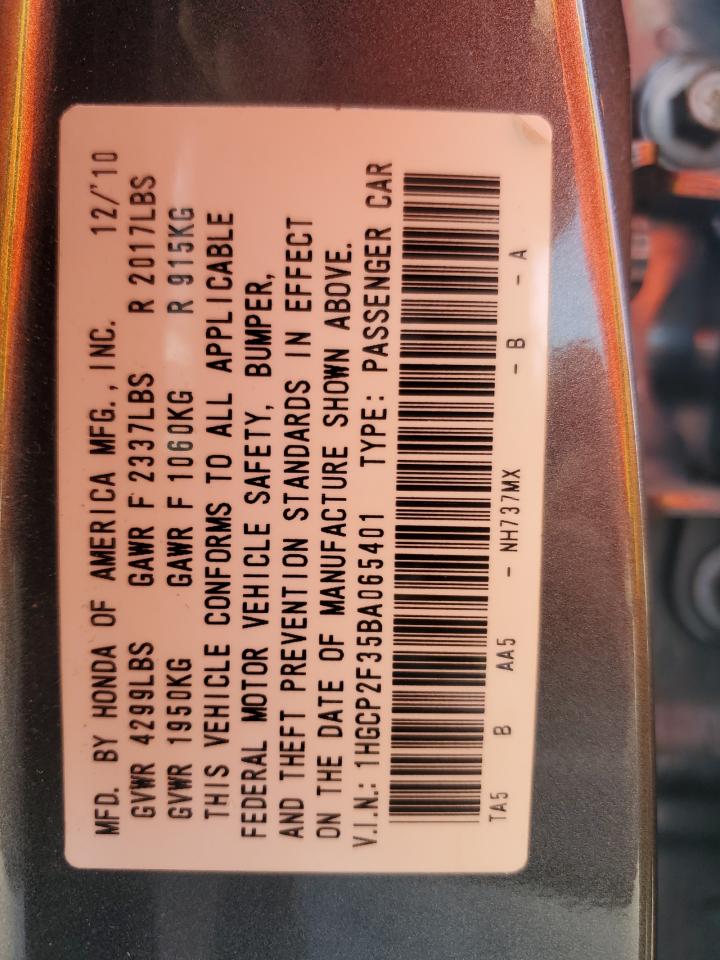 MFD. BY HONDA OF AMERICA MFG., INC. 12/'10
GVWR 4299LBS GAWR F 2337LBS R 2017LBS
GVWR 1950KG GAWR F 1060KG R 915KG
THIS VEHICLE CONFORMS TO ALL APPLICABLE
FEDERAL MOTOR VEHICLE SAFETY, BUMPER,
AND THEFT PREVENTION STANDARDS IN EFFECT
ON THE DATE OF MANUFACTURE SHOWN ABOVE.
V.I.N.: 1HGCP2F35BA065401 TYPE: PASSENGER CAR
TA5 B AA5 - NH737MX - B - A